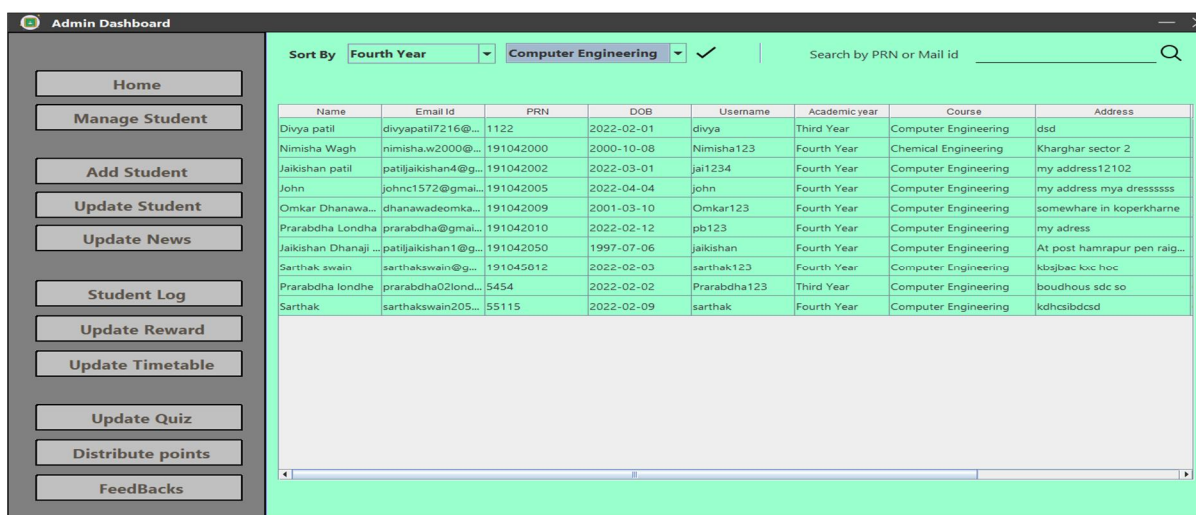 Admin Dashboard
Sort By Fourth Year Computer Engineering Search by PRN or Mail id
Home
Manage Student
Add Student
Update Student
Update News
Student Log
Update Reward
Update Timetable
Update Quiz
Distribute points
FeedBacks
Name Email Id PRN DOB Username Academic year Course Address
Divya patil divyapatil7216@... 1122 2022-02-01 divya Third Year Computer Engineering dsd
Nimisha Wagh nimisha.w2000@... 191042000 2000-10-08 Nimisha123 Fourth Year Chemical Engineering Kharghar sector 2
Jaikishan patil patiljaikishan4@g... 191042002 2022-03-01 jai1234 Fourth Year Computer Engineering my address12102
John johnc1572@gmai... 191042005 2022-04-04 john Fourth Year Computer Engineering my address mya dressssss
Omkar Dhanawa... dhanawadeomka... 191042009 2001-03-10 Omkar123 Fourth Year Computer Engineering somewhare in koperkharne
Prarabdha Londha prarabdha@gmai... 191042010 2022-02-12 pb123 Fourth Year Computer Engineering my adress
Jaikishan Dhanaji ... patiljaikishan1@g... 191042050 1997-07-06 jaikishan Fourth Year Computer Engineering At post hamrapur pen raig...
Sarthak swain sarthakswain@g... 191045612 2022-02-03 sarthak123 Fourth Year Computer Engineering kbsjbac kxc hoc
Prarabdha londhe prarabdha02lond... 5454 2022-02-02 Prarabdha123 Third Year Computer Engineering boudhous sdc so
Sarthak sarthakswain205... 55115 2022-02-09 sarthak Fourth Year Computer Engineering kdhcsibdcsd